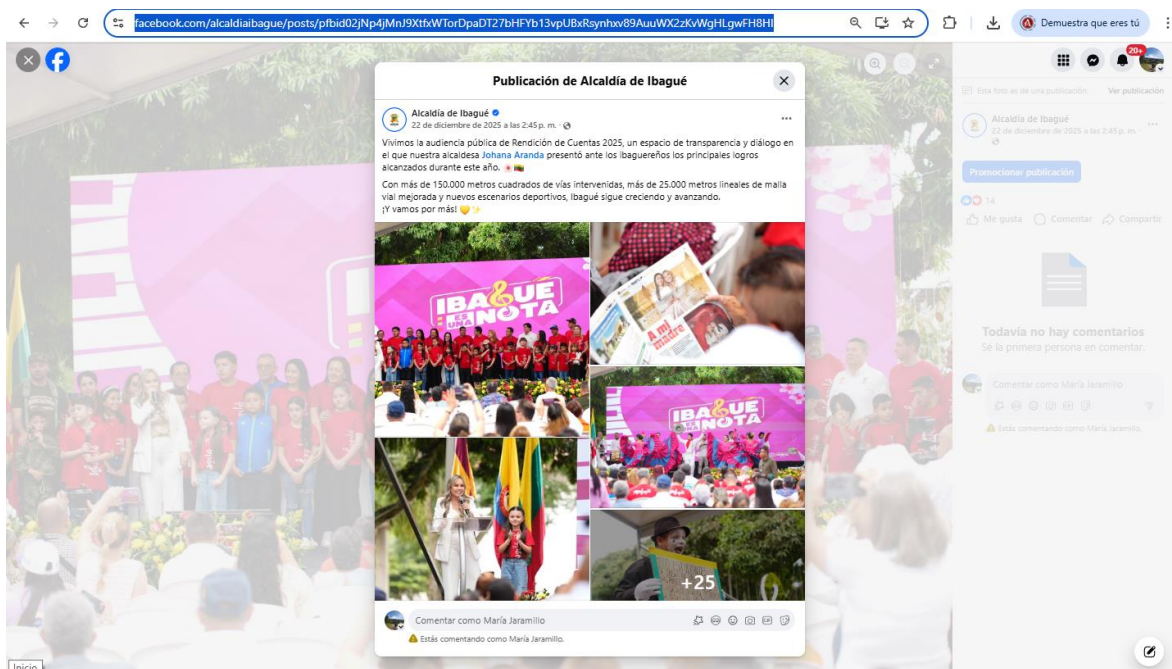 facebook.com/alcaldiaibague/posts/pfbid02jNp4jMnJ9XtfxWTorDpaDT27bHFYb13vpUBxRsynhxv89AuuWX2zKvWgHLgwFH8Hl
Demuestra que eres tú
20+
Publicación de Alcaldía de Ibagué
Alcaldía de Ibagué
22 de diciembre de 2025 a las 2:45 p. m. ·
Vivimos la audiencia pública de Rendición de Cuentas 2025, un espacio de transparencia y diálogo en
el que nuestra alcaldesa Johana Aranda presentó ante los ibaguereños los principales logros
alcanzados durante este año.
Con más de 150.000 metros cuadrados de vías intervenidas, más de 25.000 metros lineales de malla
vial mejorada y nuevos escenarios deportivos, Ibagué sigue creciendo y avanzando.
¡Y vamos por más!
IBAGUÉ
ES UNA NOTA
A mi
madre
IBAGUÉ
ES UNA NOTA
+25
Comentar como María Jaramillo
GIF
Estás comentando como María Jaramillo.
Esta foto es de una publicación.
Ver publicación
Alcaldía de Ibagué
22 de diciembre de 2025 a las 2:45 p. m. ·
Promocionar publicación
14
Me gusta
Comentar
Compartir
Todavía no hay comentarios
Sé la primera persona en comentar.
Comentar como María Jaramillo
GIF
Estás comentando como María Jaramillo.
Inicio